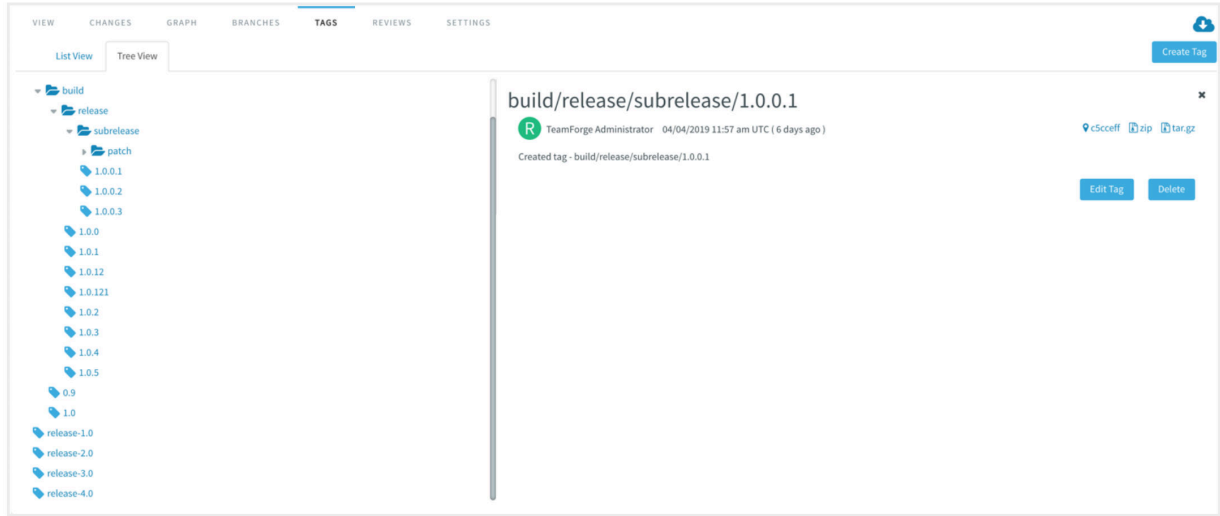 VIEW CHANGES GRAPH BRANCHES TAGS REVIEWS SETTINGS
List View Tree View Create Tag
build
release
subrelease
patch
1.0.0.1
1.0.0.2
1.0.0.3
1.0.0
1.0.1
1.0.12
1.0.121
1.0.2
1.0.3
1.0.4
1.0.5
0.9
1.0
release-1.0
release-2.0
release-3.0
release-4.0
build/release/subrelease/1.0.0.1
R TeamForge Administrator 04/04/2019 11:57 am UTC ( 6 days ago ) c5cceff zip tar.gz
Created tag - build/release/subrelease/1.0.0.1
Edit Tag Delete